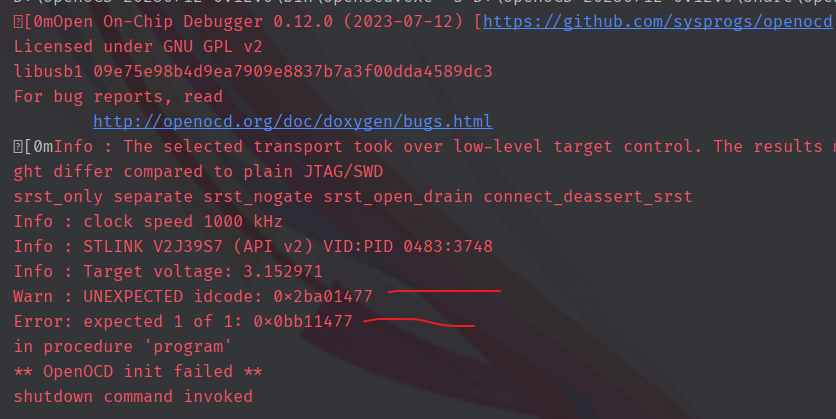 [0mOpen On-Chip Debugger 0.12.0 (2023-07-12) [https://github.com/sysprogs/openocd
Licensed under GNU GPL v2
libusb1 09e75e98b4d9ea7909e8837b7a3f00dda4589dc3
For bug reports, read
http://openocd.org/doc/doxygen/bugs.html
[0mInfo : The selected transport took over low-level target control. The results
ght differ compared to plain JTAG/SWD
srst_only separate srst_nogate srst_open_drain connect_deassert_srst
Info : clock speed 1000 kHz
Info : STLINK V2J39S7 (API v2) VID:PID 0483:3748
Info : Target voltage: 3.152971
Warn : UNEXPECTED idcode: 0x2ba01477
Error: expected 1 of 1: 0x0bb11477
in procedure 'program'
** OpenOCD init failed **
shutdown command invoked